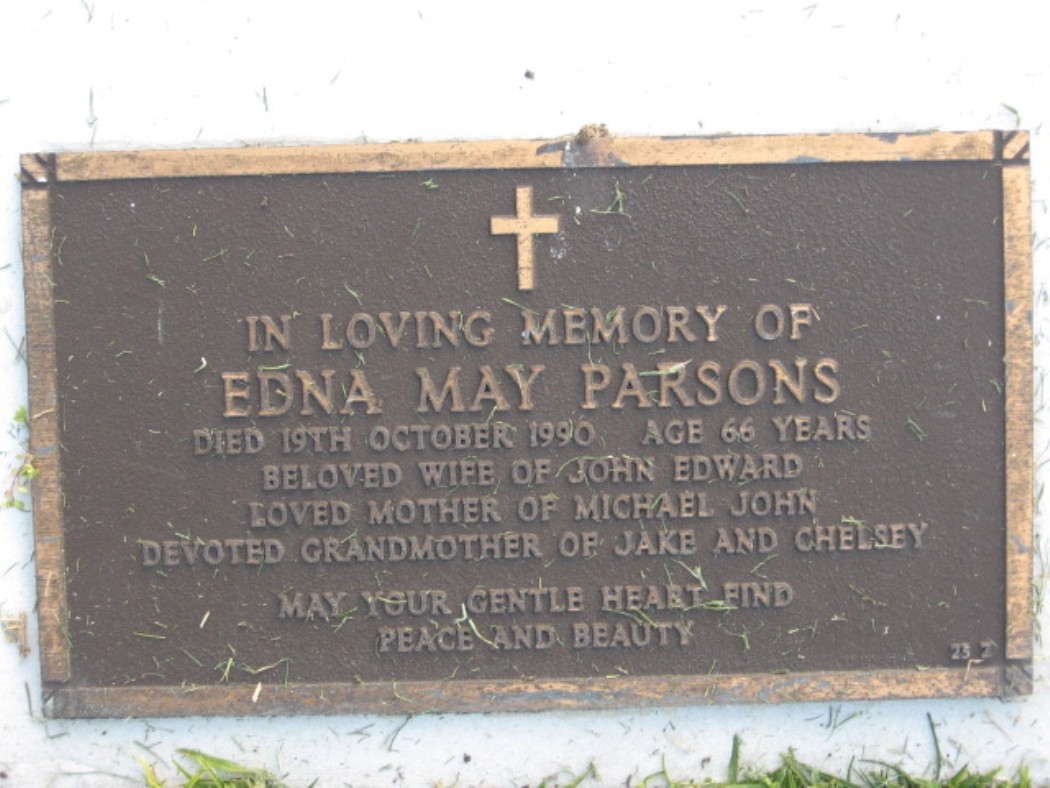 IN LOVING MEMORY OF
EDNA MAY PARSONS
DIED 19TH OCTOBER 1990 AGE 66 YEARS
BELOVED WIFE OF JOHN EDWARD
LOVED MOTHER OF MICHAEL JOHN
DEVOTED GRANDMOTHER OF JAKE AND CHELSEY
MAY YOUR GENTLE HEART FIND
PEACE AND BEAUTY